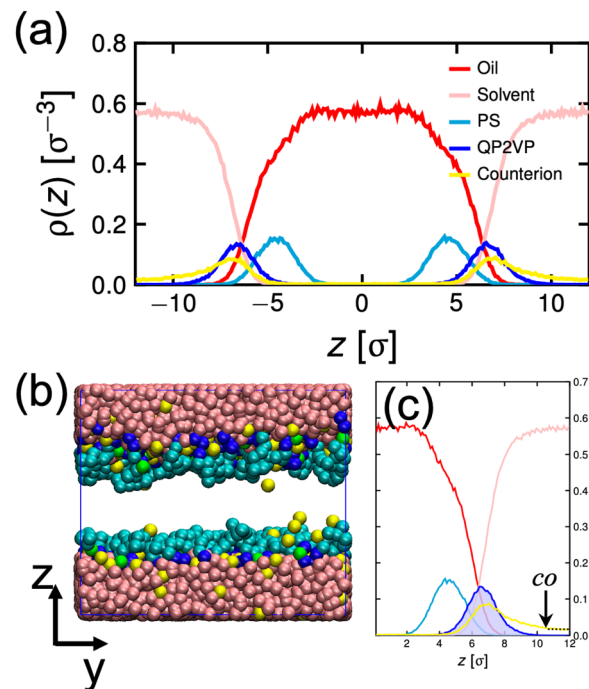 (a)
ρ(z) [σ⁻³]
0.8
0.6
0.4
0.2
0.0
Oil
Solvent
PS
QP2VP
Counterion
−10 −5 0 5 10
z [σ]
(b)
z
y
(c)
0.7
0.6
0.5
0.4
0.3
0.2
0.1
0.0
co
2 4 6 8 10 12
z [σ]